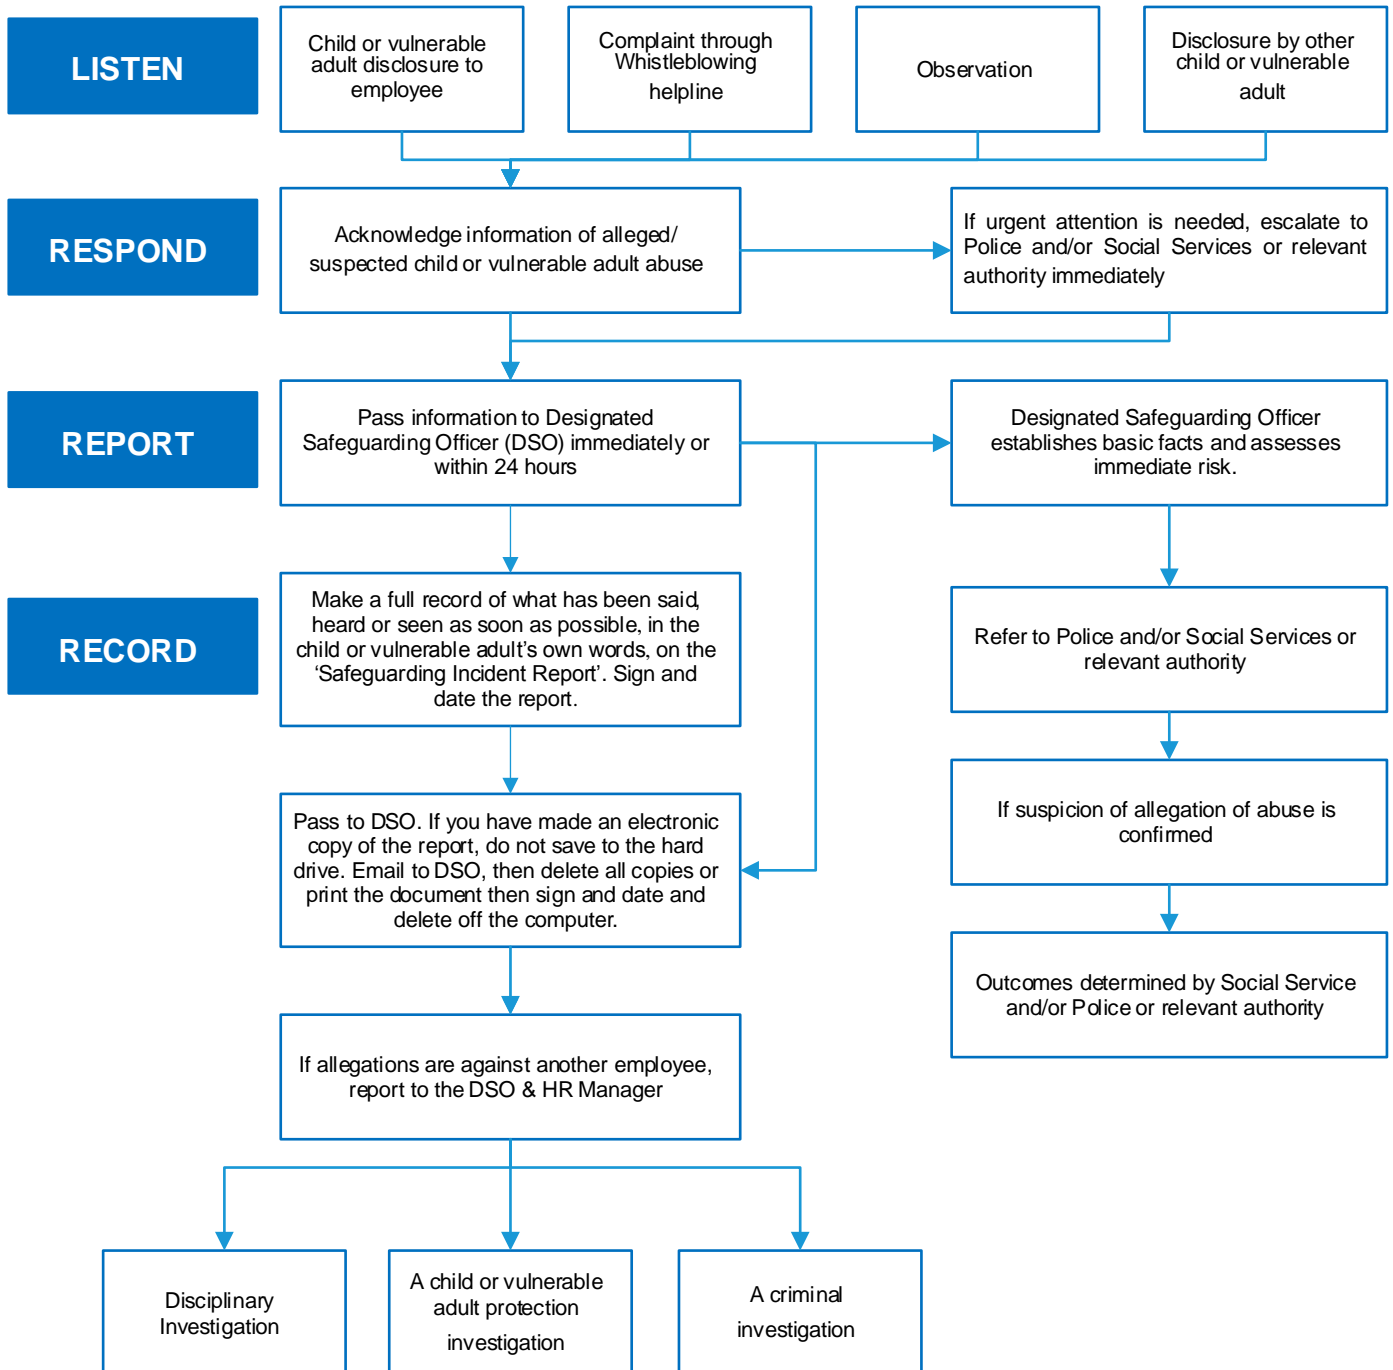 LISTEN
Child or vulnerable
adult disclosure to
employee
Complaint through
Whistleblowing
helpline
Observation
Disclosure by other
child or vulnerable
adult
RESPOND
Acknowledge information of alleged/
suspected child or vulnerable adult abuse
If urgent attention is needed, escalate to
Police and/or Social Services or relevant
authority immediately
REPORT
Pass information to Designated
Safeguarding Officer (DSO) immediately or
within 24 hours
Designated Safeguarding Officer
establishes basic facts and assesses
immediate risk.
RECORD
Make a full record of what has been said,
heard or seen as soon as possible, in the
child or vulnerable adult's own words, on the
‘Safeguarding Incident Report’. Sign and
date the report.
Refer to Police and/or Social Services or
relevant authority
Pass to DSO. If you have made an electronic
copy of the report, do not save to the hard
drive. Email to DSO, then delete all copies or
print the document then sign and date and
delete off the computer.
If suspicion of allegation of abuse is
confirmed
Outcomes determined by Social Service
and/or Police or relevant authority
If allegations are against another employee,
report to the DSO & HR Manager
Disciplinary
Investigation
A child or vulnerable
adult protection
investigation
A criminal
investigation